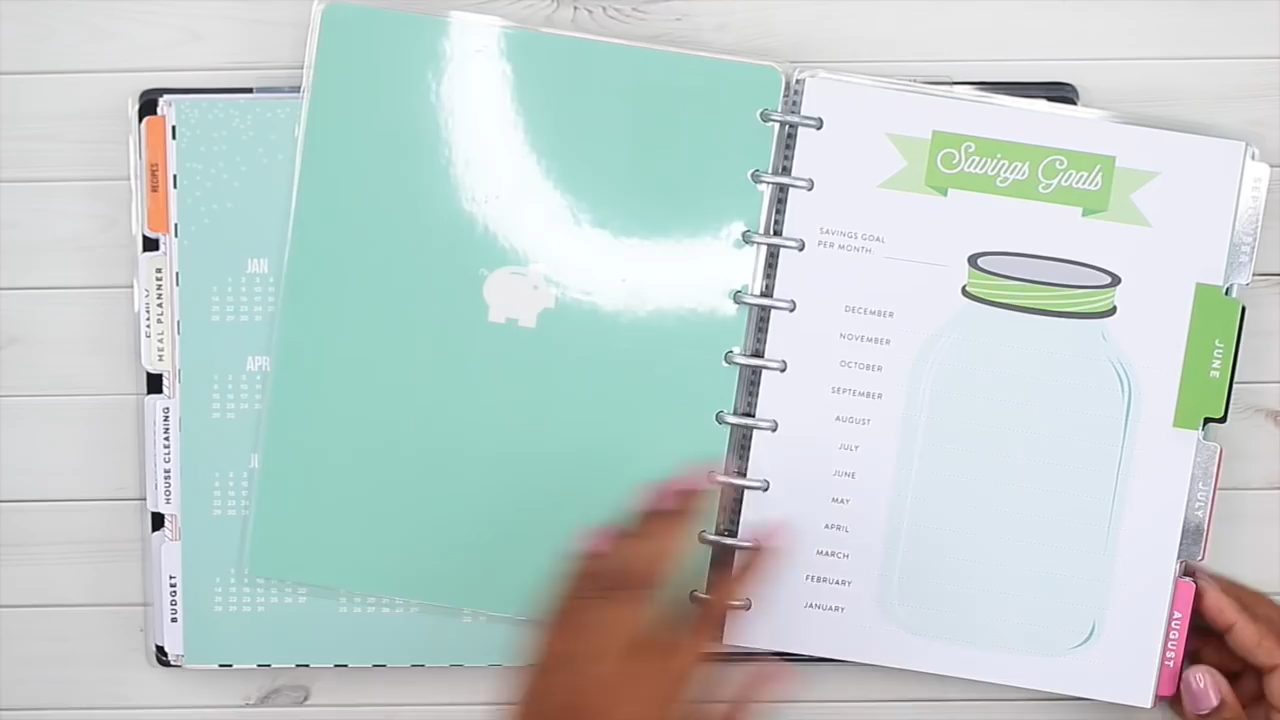 RECIPES
MEAL PLANNER
HOUSE CLEANING
BUDGET
JAN
APR
Savings Goals
SAVINGS GOAL
PER MONTH:
DECEMBER
NOVEMBER
OCTOBER
SEPTEMBER
AUGUST
JULY
JUNE
MAY
APRIL
MARCH
FEBRUARY
JANUARY
SEPTEMBER
JUNE
JULY
AUGUST